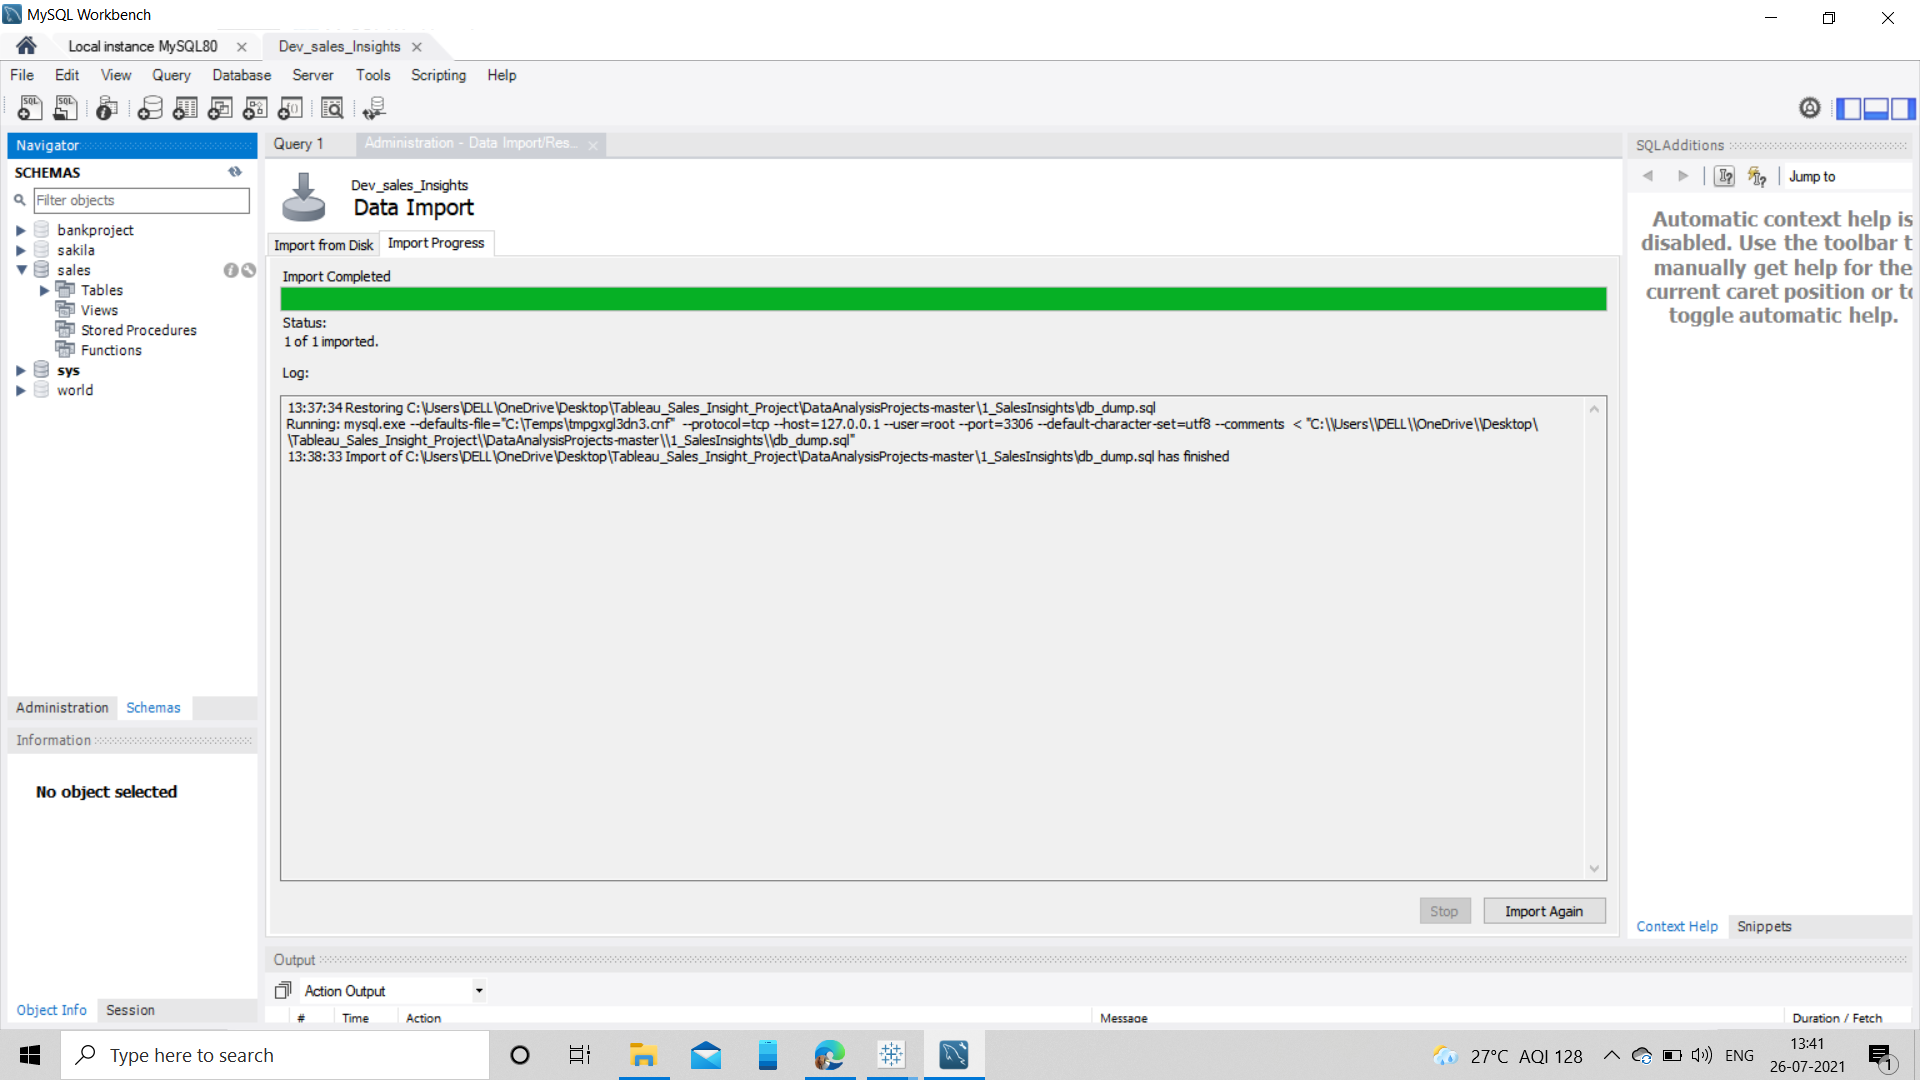 MySQL Workbench
Local instance MySQL80
Dev_sales_Insights
File Edit View Query Database Server Tools Scripting Help
Navigator
SCHEMAS
Filter objects
bankproject
sakila
sales
Tables
Views
Stored Procedures
Functions
sys
world
Administration Schemas
Information
No object selected
Object Info Session
Query 1
Administration - Data Import/Res...
Dev_sales_Insights
Data Import
Import from Disk Import Progress
Import Completed
Status:
1 of 1 imported.
Log:
13:37:34 Restoring C:\Users\DELL\OneDrive\Desktop\Tableau_Sales_Insight_Project\DataAnalysisProjects-master\1_SalesInsights\db_dump.sql
Running: mysql.exe --defaults-file="C:\Temps\tmpgxgl3dn3.cnf" --protocol=tcp --host=127.0.0.1 --user=root --port=3306 --default-character-set=utf8 --comments < "C:\\Users\\DELL\\OneDrive\\Desktop\
\Tableau_Sales_Insight_Project\\DataAnalysisProjects-master\\1_SalesInsights\\db_dump.sql"
13:38:33 Import of C:\Users\DELL\OneDrive\Desktop\Tableau_Sales_Insight_Project\DataAnalysisProjects-master\1_SalesInsights\db_dump.sql has finished
Stop Import Again
Output
Action Output
# Time Action Message Duration / Fetch
SQLAdditions
Jump to
Automatic context help is
disabled. Use the toolbar t
manually get help for the
current caret position or to
toggle automatic help.
Context Help Snippets
Type here to search
27°C AQI 128
ENG
13:41
26-07-2021
1